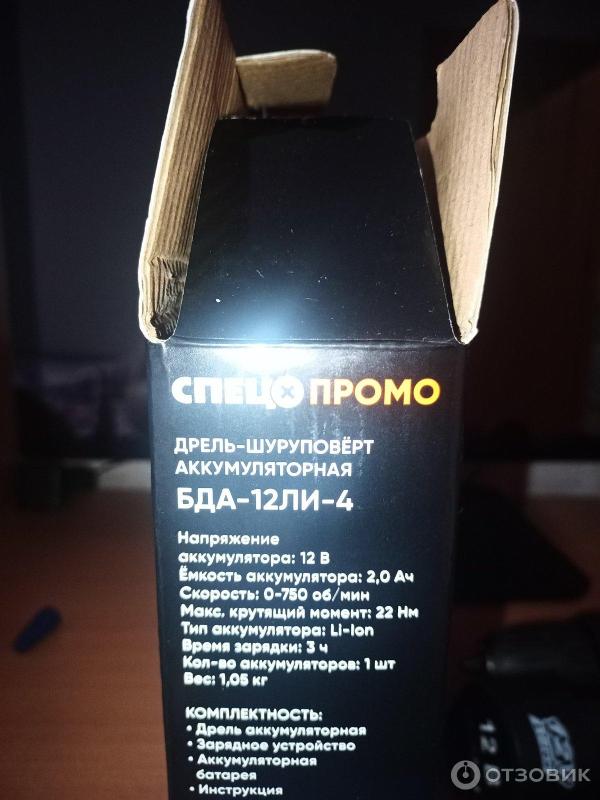 СПЕЦ ПРОМО
ДРЕЛЬ-ШУРУПОВЁРТ
АККУМУЛЯТОРНАЯ
БДА-12ЛИ-4
Напряжение
аккумулятора: 12 В
Ёмкость аккумулятора: 2,0 Ач
Скорость: 0-750 об/мин
Макс. крутящий момент: 22 Нм
Тип аккумулятора: Li-Ion
Время зарядки: 3 ч
Кол-во аккумуляторов: 1 шт
Вес: 1,05 кг
КОМПЛЕКТНОСТЬ:
• Дрель аккумуляторная
• Зарядное устройство
• Аккумуляторная
батарея
• Инструкция
12
ОТЗОВИК